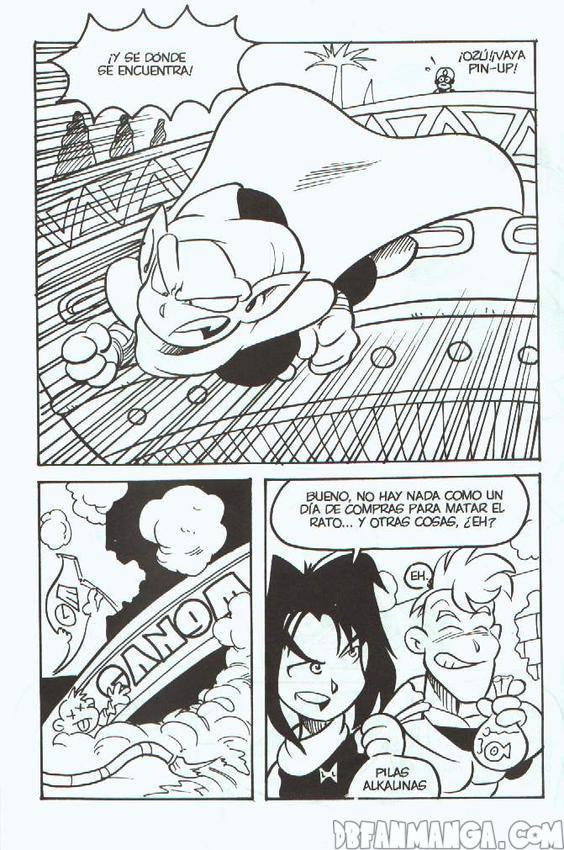 ¡Y SE DÓNDE
SE ENCUENTRA!
¡OZÚ!¡VAYA
PIN-UP!
BUENO, NO HAY NADA COMO UN
DÍA DE COMPRAS PARA MATAR EL
RATO... Y OTRAS COSAS, ¿EH?
EH.
PILAS
ALKALINAS
DBFANMANGA.COM